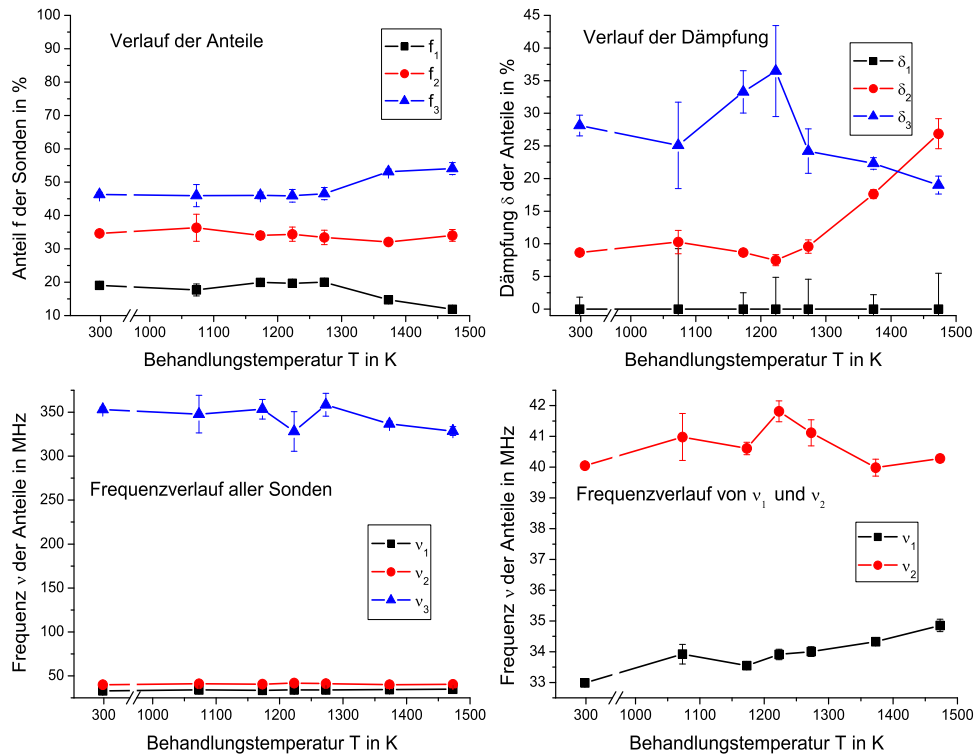 Verlauf der Anteile
f1
f2
f3
Anteil f der Sonden in %
100
90
80
70
60
50
40
30
20
10
300 1000 1100 1200 1300 1400 1500
Behandlungstemperatur T in K
Verlauf der Dämpfung
δ1
δ2
δ3
Dämpfung δ der Anteile in %
45
40
35
30
25
20
15
10
5
0
300 1000 1100 1200 1300 1400 1500
Behandlungstemperatur T in K
Frequenzverlauf aller Sonden
ν1
ν2
ν3
Frequenz ν der Anteile in MHz
350
300
250
200
150
100
50
300 1000 1100 1200 1300 1400 1500
Behandlungstemperatur T in K
Frequenzverlauf von ν1 und ν2
ν1
ν2
Frequenz ν der Anteile in MHz
42
41
40
39
38
37
36
35
34
33
300 1000 1100 1200 1300 1400 1500
Behandlungstemperatur T in K